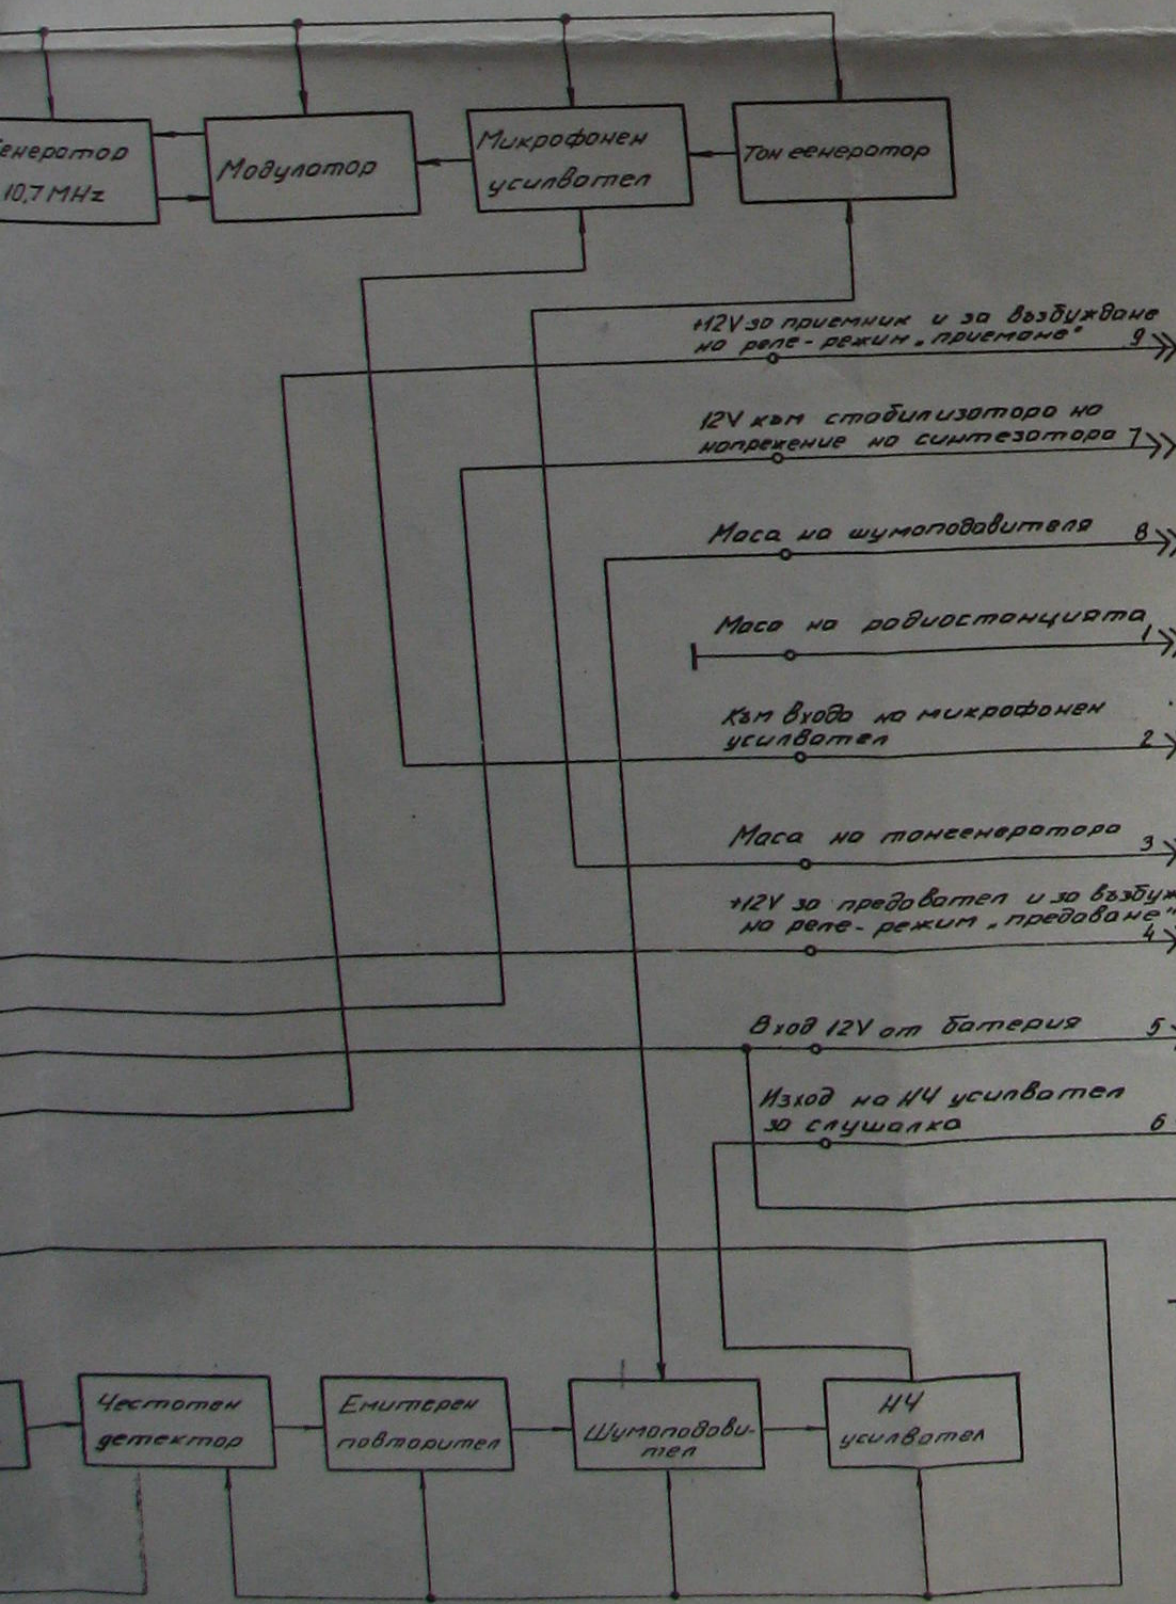 Генератор
10,7 MHz
Модулатор
Микрофонен
усилвател
Тон генератор
+12V за приемник и за възбуждане
на реле - режим „приемане"
9
12V към стабилизатора на
напрежение на синтезатора 7
Маса на шумоподавителя 8
Маса на радиостанцията
1
Към входа на микрофонен
усилвател 2
Маса на тонгенератора 3
+12V за предавател и за възбуж
на реле - режим „предаване"
4
Вход 12V от батерия 5
Изход на НЧ усилвател
за слушалка 6
Честотен
детектор
Емитерен
повторител
Шумоподави-
тел
НЧ
усилвател